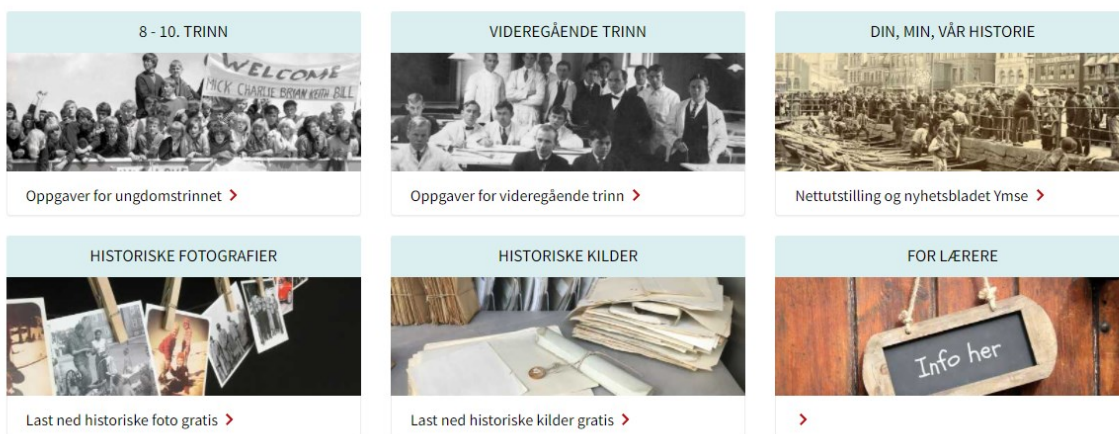 8 - 10. TRINN
WELCOME
MICK CHARLIE BRYAN KEITH BILL
Oppgaver for ungdomstrinnet
VIDEREGÅENDE TRINN
Oppgaver for videregående trinn
DIN, MIN, VÅR HISTORIE
Nettutstilling og nyhetsbladet Ymse
HISTORISKE FOTOGRAFIER
Last ned historiske foto gratis
HISTORISKE KILDER
Last ned historiske kilder gratis
FOR LÆRERE
Info her